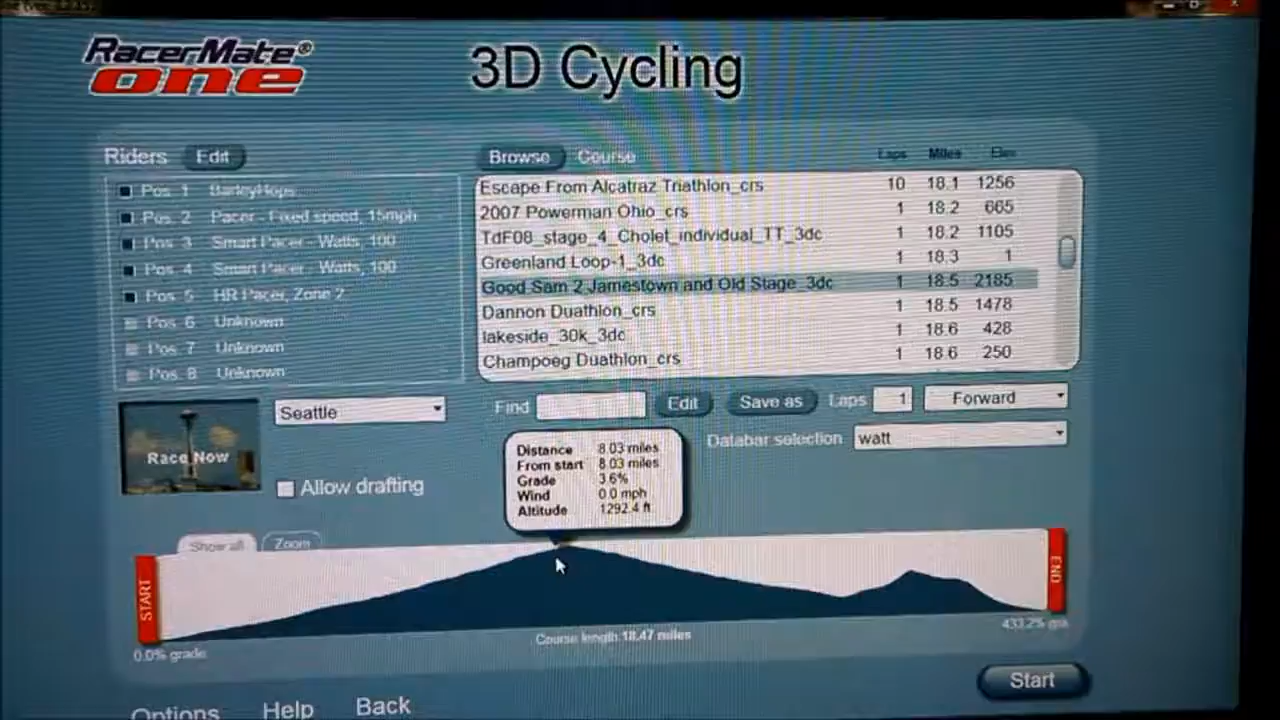 RacerMate®
one
3D Cycling
Riders Edit
Pos. 1 BarleyHops
Pos. 2 Pacer - Fixed speed, 15mph
Pos. 3 Smart Pacer - Watts, 100
Pos. 4 Smart Pacer - Watts, 100
Pos. 5 HR Pacer, Zone 2
Pos. 6 Unknown
Pos. 7 Unknown
Pos. 8 Unknown
Browse Course Laps Miles Elev
Escape From Alcatraz Triathlon_crs 10 18.1 1256
2007 Powerman Ohio_crs 1 18.2 665
TdF08_stage_4_Cholet_individual_TT_3dc 1 18.2 1105
Greenland Loop-1_3dc 1 18.3 1
Good Sam 2 Jamestown and Old Stage_3dc 1 18.5 2185
Dannon Duathlon_crs 1 18.5 1478
lakeside_30k_3dc 1 18.6 428
Champoeg Duathlon_crs 1 18.6 250
Race Now
Seattle
Allow drafting
Find Edit Save as Laps 1 Forward
Databar selection watt
Distance 8.03 miles
From start 8.03 miles
Grade 3.6%
Wind 0.0 mph
Altitude 1292.4 ft
Show all Zoom
START
END
0.0% grade
Course length 18.47 miles
Start
Options Help Back